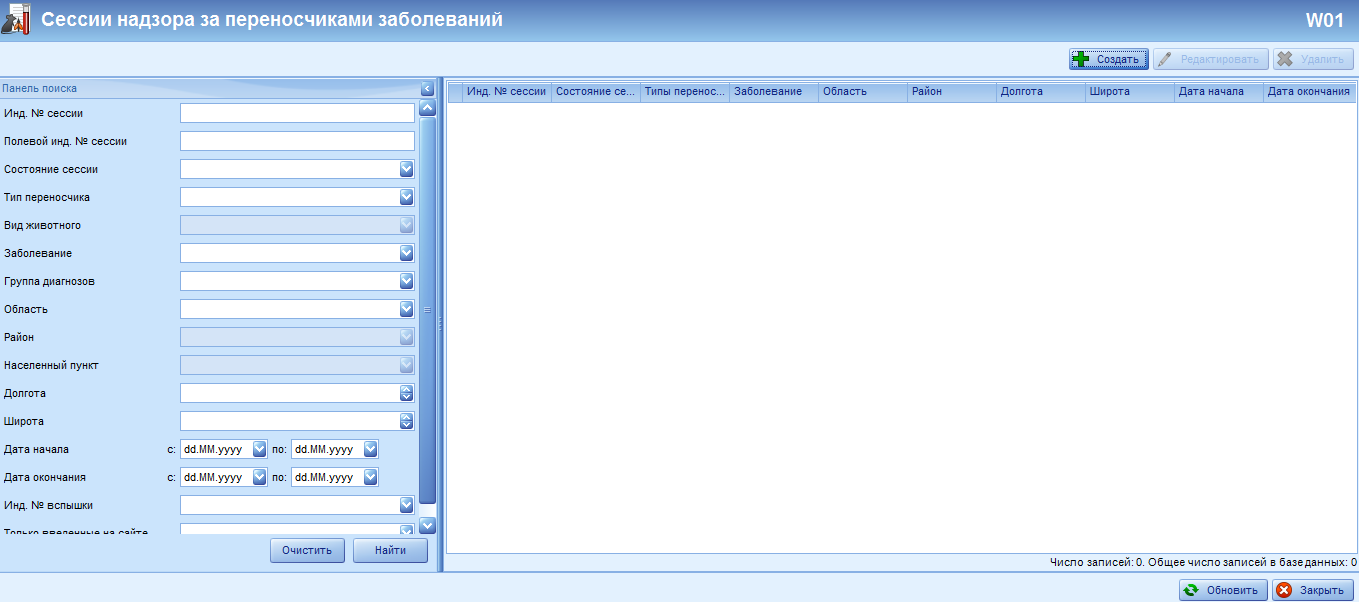 Сессии надзора за переносчиками заболеваний
W01
Создать
Редактировать
Удалить
Панель поиска
Инд. № сессии
Полевой инд. № сессии
Состояние сессии
Тип переносчика
Вид животного
Заболевание
Группа диагнозов
Область
Район
Населенный пункт
Долгота
Широта
Дата начала с: dd.MM.yyyy по: dd.MM.yyyy
Дата окончания с: dd.MM.yyyy по: dd.MM.yyyy
Инд. № вспышки
Только введенные на сайте
Очистить Найти
Инд. № сессии Состояние се... Типы перенос... Заболевание Область Район Долгота Широта Дата начала Дата окончания
Число записей: 0. Общее число записей в базе данных: 0
Обновить
Закрыть